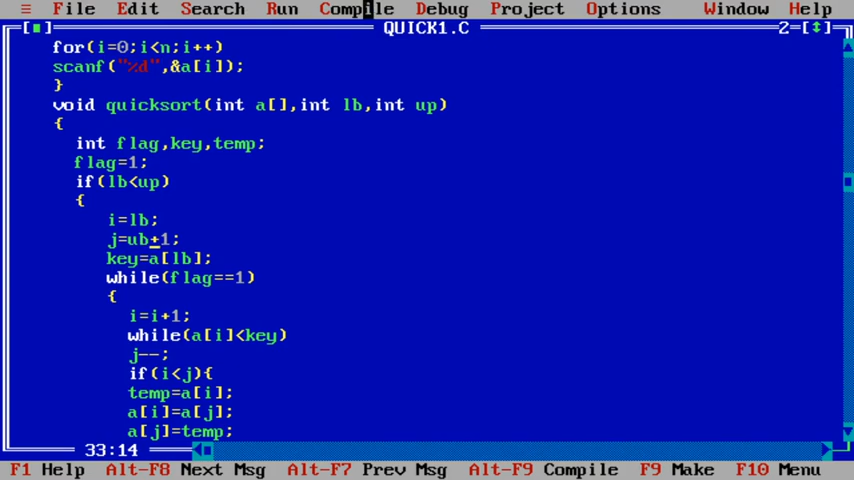 ≡ File Edit Search Run Compile Debug Project Options Window Help
[■] QUICK1.C 2=[↕]
for(i=0;i<n;i++)
scanf("%d",&a[i]);
}
void quicksort(int a[],int lb,int up)
{
int flag,key,temp;
flag=1;
if(lb<up)
{
i=lb;
j=ub+1;
key=a[lb];
while(flag==1)
{
i=i+1;
while(a[i]<key)
j--;
if(i<j){
temp=a[i];
a[i]=a[j];
a[j]=temp;
33:14
F1 Help Alt-F8 Next Msg Alt-F7 Prev Msg Alt-F9 Compile F9 Make F10 Menu